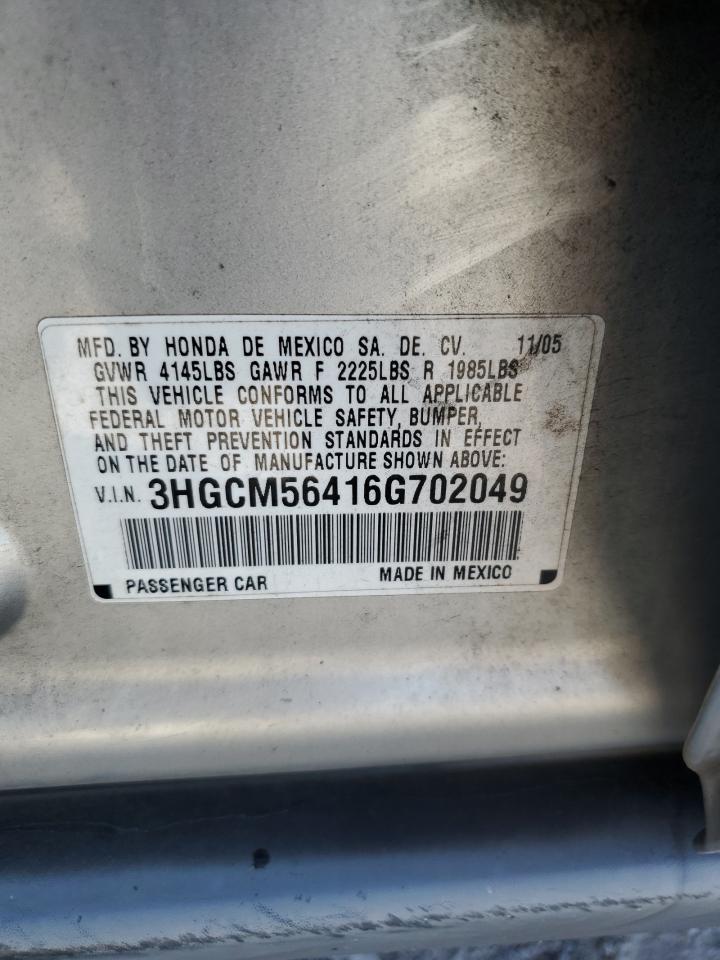 MFD. BY HONDA DE MEXICO SA. DE. CV. 11/05
GVWR 4145LBS GAWR F 2225LBS R 1985LBS
THIS VEHICLE CONFORMS TO ALL APPLICABLE
FEDERAL MOTOR VEHICLE SAFETY, BUMPER,
AND THEFT PREVENTION STANDARDS IN EFFECT
ON THE DATE OF MANUFACTURE SHOWN ABOVE:
V.I.N. 3HGCM56416G702049
PASSENGER CAR MADE IN MEXICO